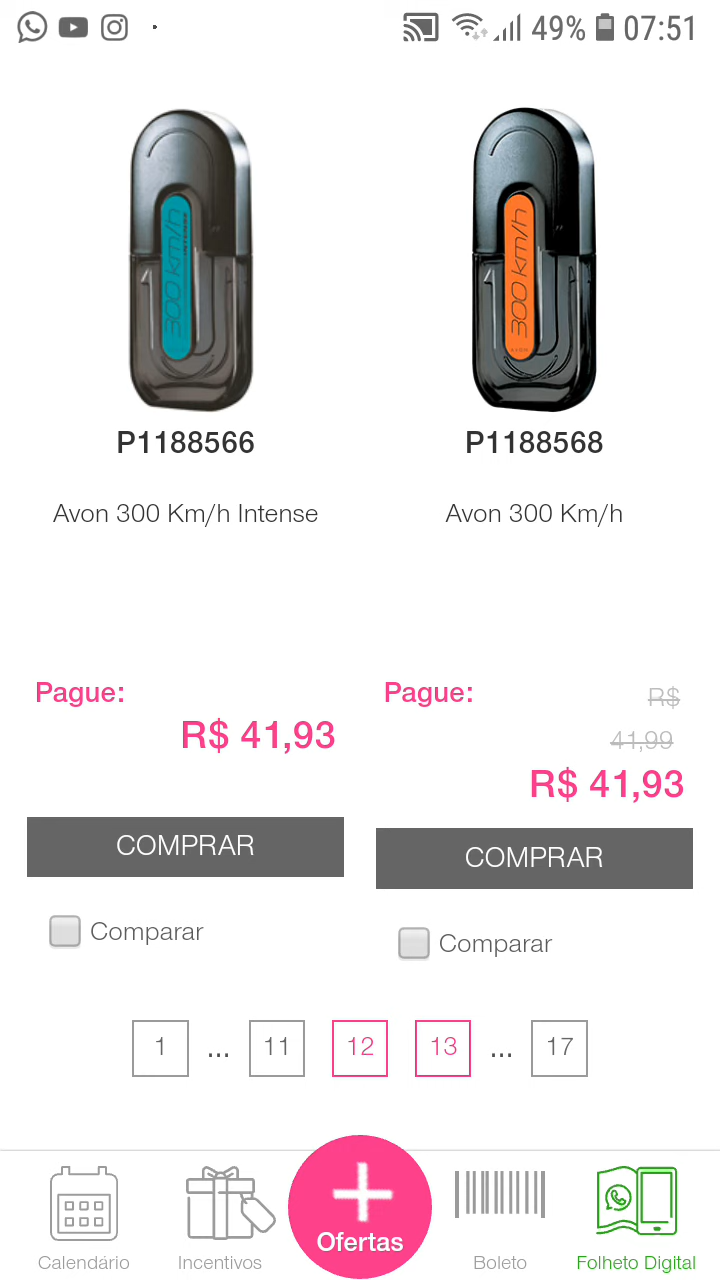 49% 07:51
300 km/h INTENSE
300 km/h
AVON
P1188566
P1188568
Avon 300 Km/h Intense
Avon 300 Km/h
Pague:
R$ 41,93
Pague:
R$
41,99
R$ 41,93
COMPRAR
COMPRAR
Comparar
Comparar
1 ... 11 12 13 ... 17
Calendário
Incentivos
Ofertas
Boleto
Folheto Digital